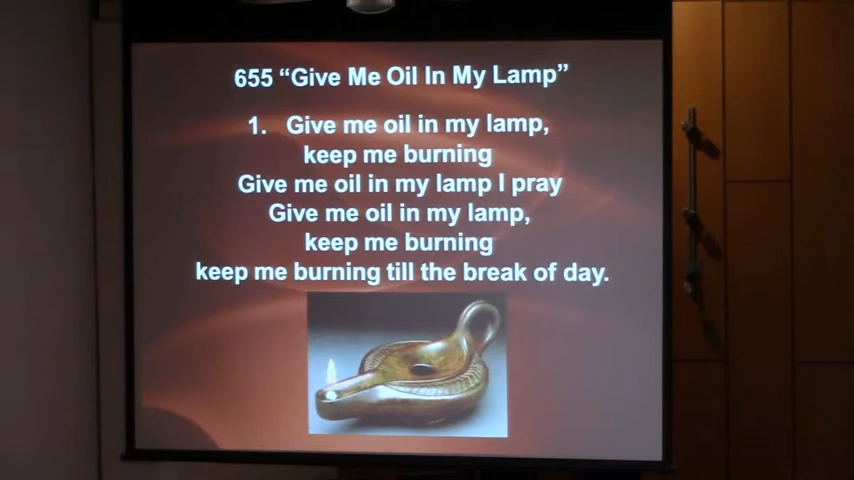 655 “Give Me Oil In My Lamp”
1. Give me oil in my lamp,
keep me burning
Give me oil in my lamp I pray
Give me oil in my lamp,
keep me burning
keep me burning till the break of day.